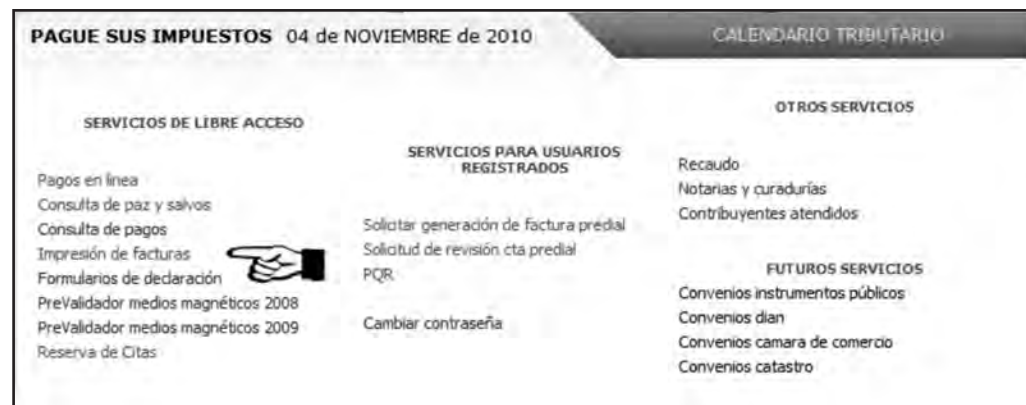 PAGUE SUS IMPUESTOS 04 de NOVIEMBRE de 2010
CALENDARIO TRIBUTARIO
SERVICIOS DE LIBRE ACCESO
Pagos en linea
Consulta de paz y salvos
Consulta de pagos
Impresión de facturas
Formularios de declaración
PreValidador medios magnéticos 2008
PreValidador medios magnéticos 2009
Reserva de Citas
SERVICIOS PARA USUARIOS
REGISTRADOS
Solicitar generación de factura predial
Solicitud de revisión cta predial
PQR
Cambiar contraseña
OTROS SERVICIOS
Recaudo
Notarias y curadurías
Contribuyentes atendidos
FUTUROS SERVICIOS
Convenios instrumentos públicos
Convenios dian
Convenios camara de comercio
Convenios catastro